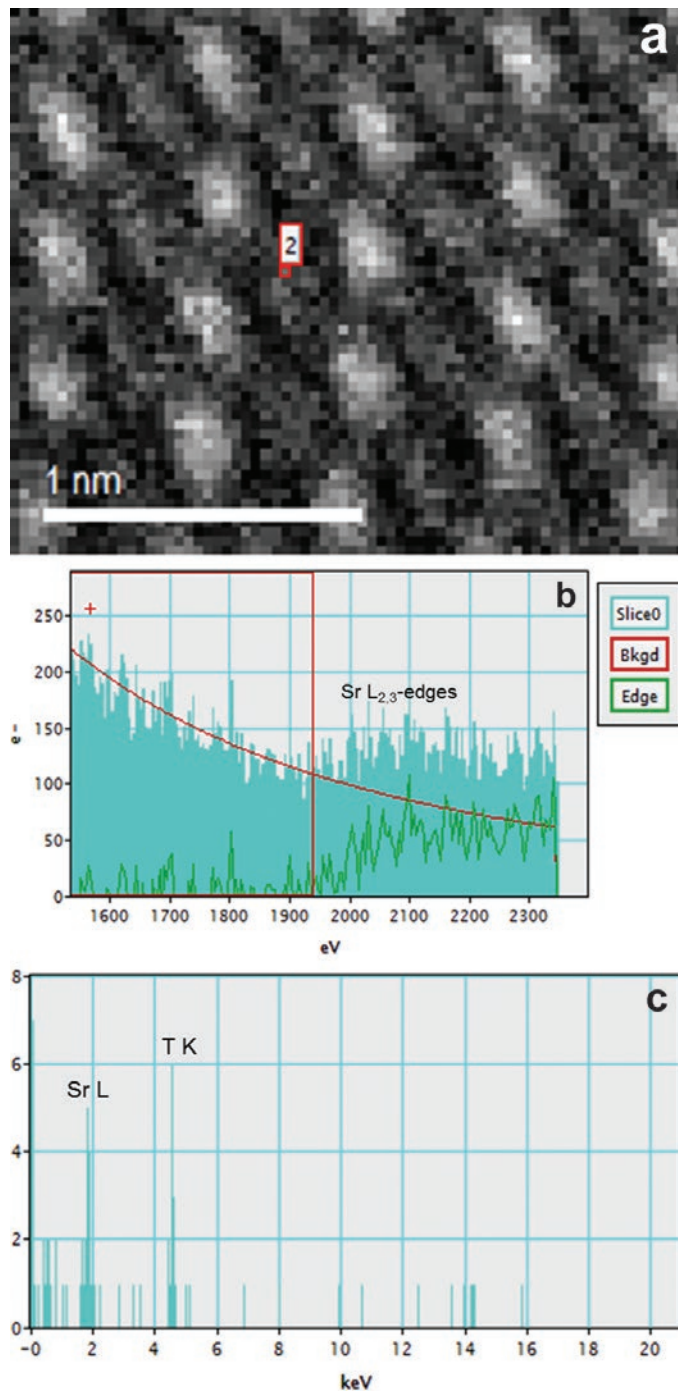 a
2
1 nm
b
250
200
150
100
50
0
e-
Sr L2,3-edges
1600 1700 1800 1900 2000 2100 2200 2300
eV
Slice0
Bkgd
Edge
c
8
6
4
2
0
T K
Sr L
-0 2 4 6 8 10 12 14 16 18 20
keV